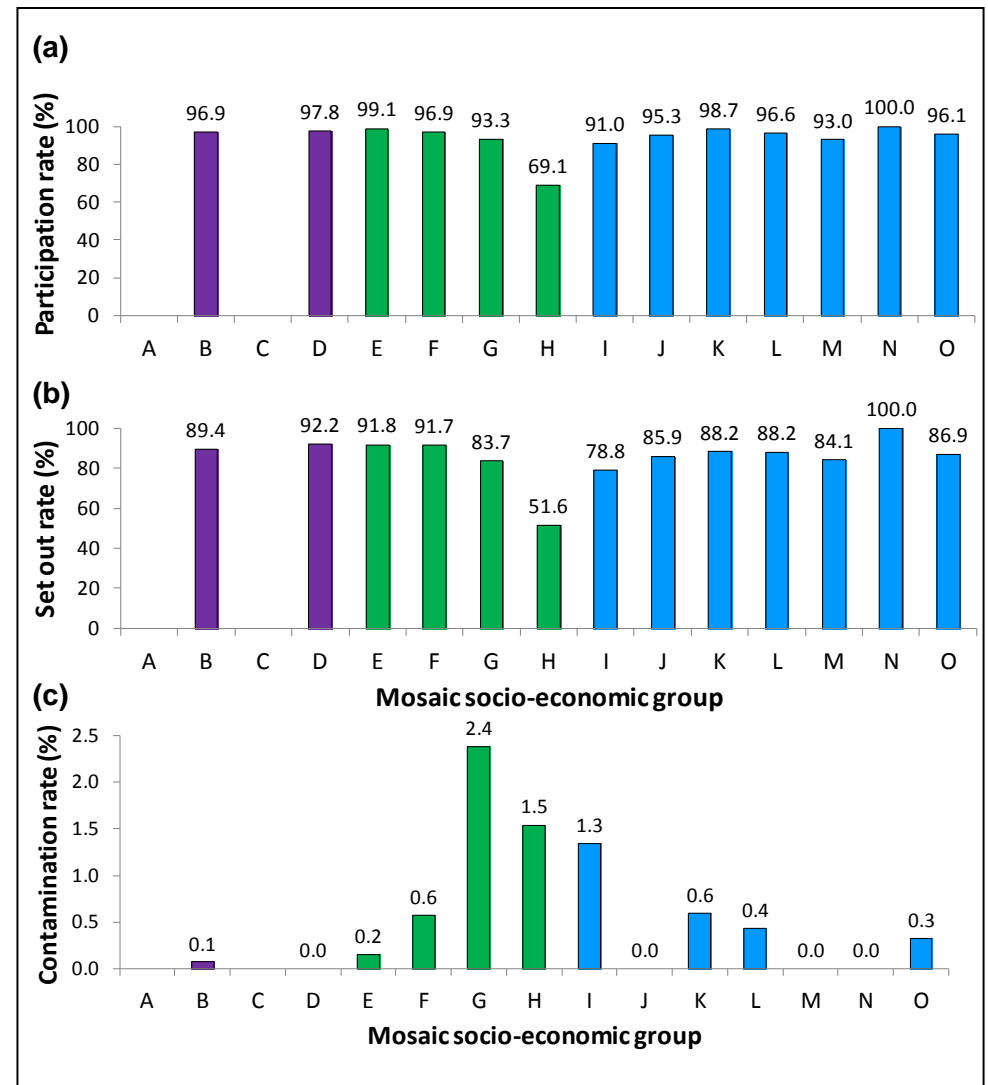 (a)
Participation rate (%)
100
80
60
40
20
0
96.9 97.8 99.1 96.9 93.3 69.1 91.0 95.3 98.7 96.6 93.0 100.0 96.1
A B C D E F G H I J K L M N O
(b)
Set out rate (%)
100
80
60
40
20
0
89.4 92.2 91.8 91.7 83.7 51.6 78.8 85.9 88.2 88.2 84.1 100.0 86.9
A B C D E F G H I J K L M N O
Mosaic socio-economic group
(c)
Contamination rate (%)
2.5
2.0
1.5
1.0
0.5
0.0
0.1 0.0 0.2 0.6 2.4 1.5 1.3 0.0 0.6 0.4 0.0 0.0 0.3
A B C D E F G H I J K L M N O
Mosaic socio-economic group